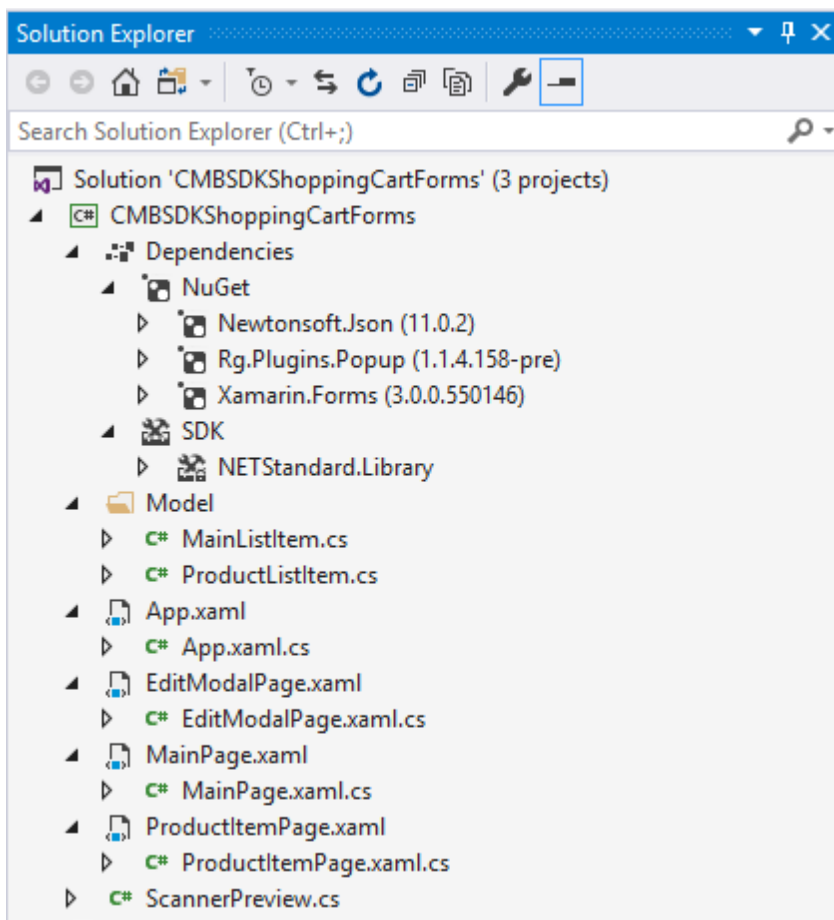 Solution Explorer
Search Solution Explorer (Ctrl+;)
Solution 'CMBSDKShoppingCartForms' (3 projects)
C# CMBSDKShoppingCartForms
Dependencies
NuGet
Newtonsoft.Json (11.0.2)
Rg.Plugins.Popup (1.1.4.158-pre)
Xamarin.Forms (3.0.0.550146)
SDK
NETStandard.Library
Model
C# MainListItem.cs
C# ProductListItem.cs
App.xaml
C# App.xaml.cs
EditModalPage.xaml
C# EditModalPage.xaml.cs
MainPage.xaml
C# MainPage.xaml.cs
ProductItemPage.xaml
C# ProductItemPage.xaml.cs
C# ScannerPreview.cs